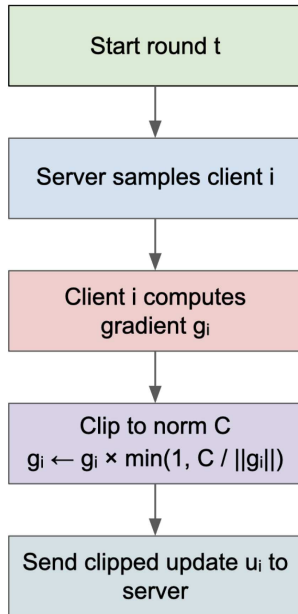 Start round t
Server samples client i
Client i computes
gradient gᵢ
Clip to norm C
gᵢ ← gᵢ × min(1, C / ||gᵢ||)
Send clipped update uᵢ to
server